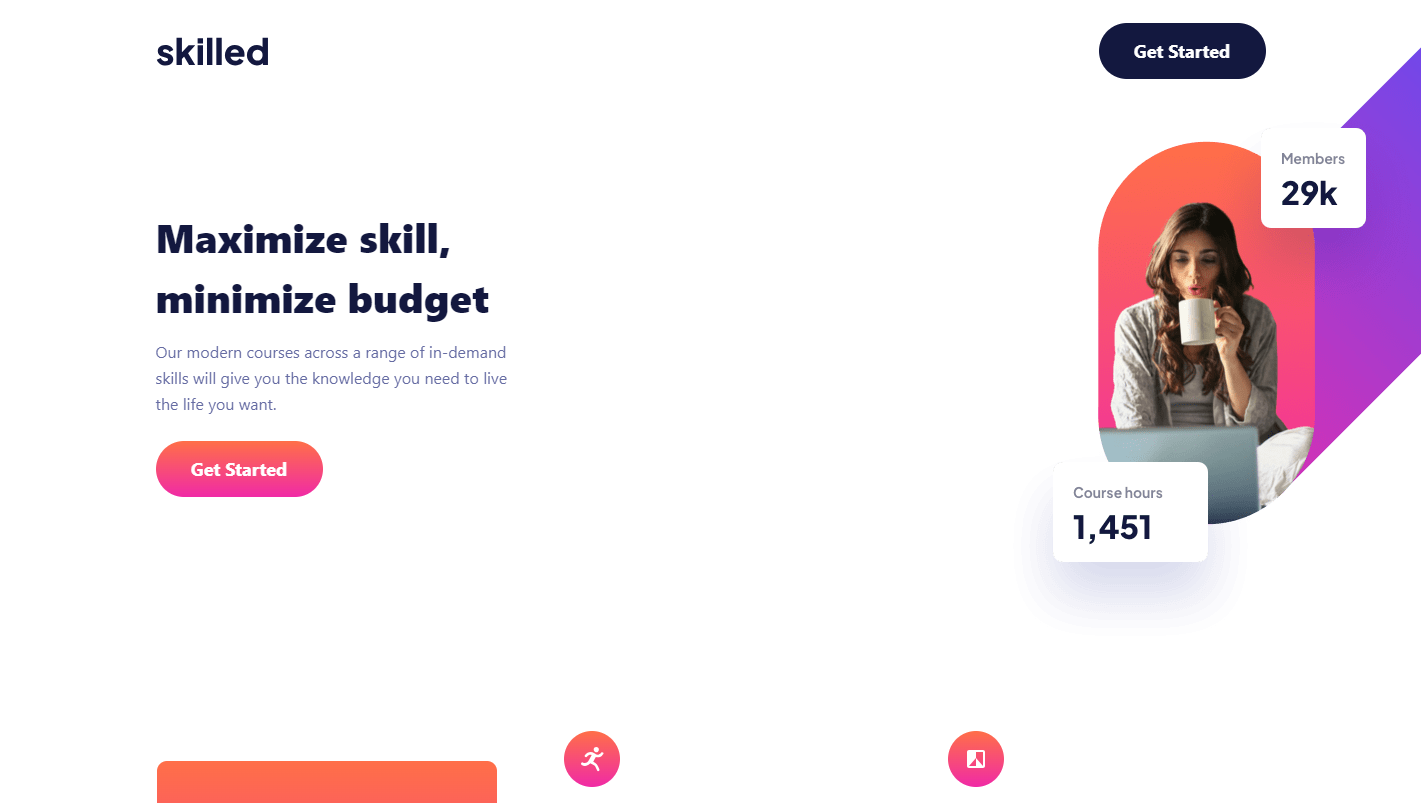 skilled
Get Started
Members
29k
Maximize skill,
minimize budget
Our modern courses across a range of in-demand
skills will give you the knowledge you need to live
the life you want.
Get Started
Course hours
1,451